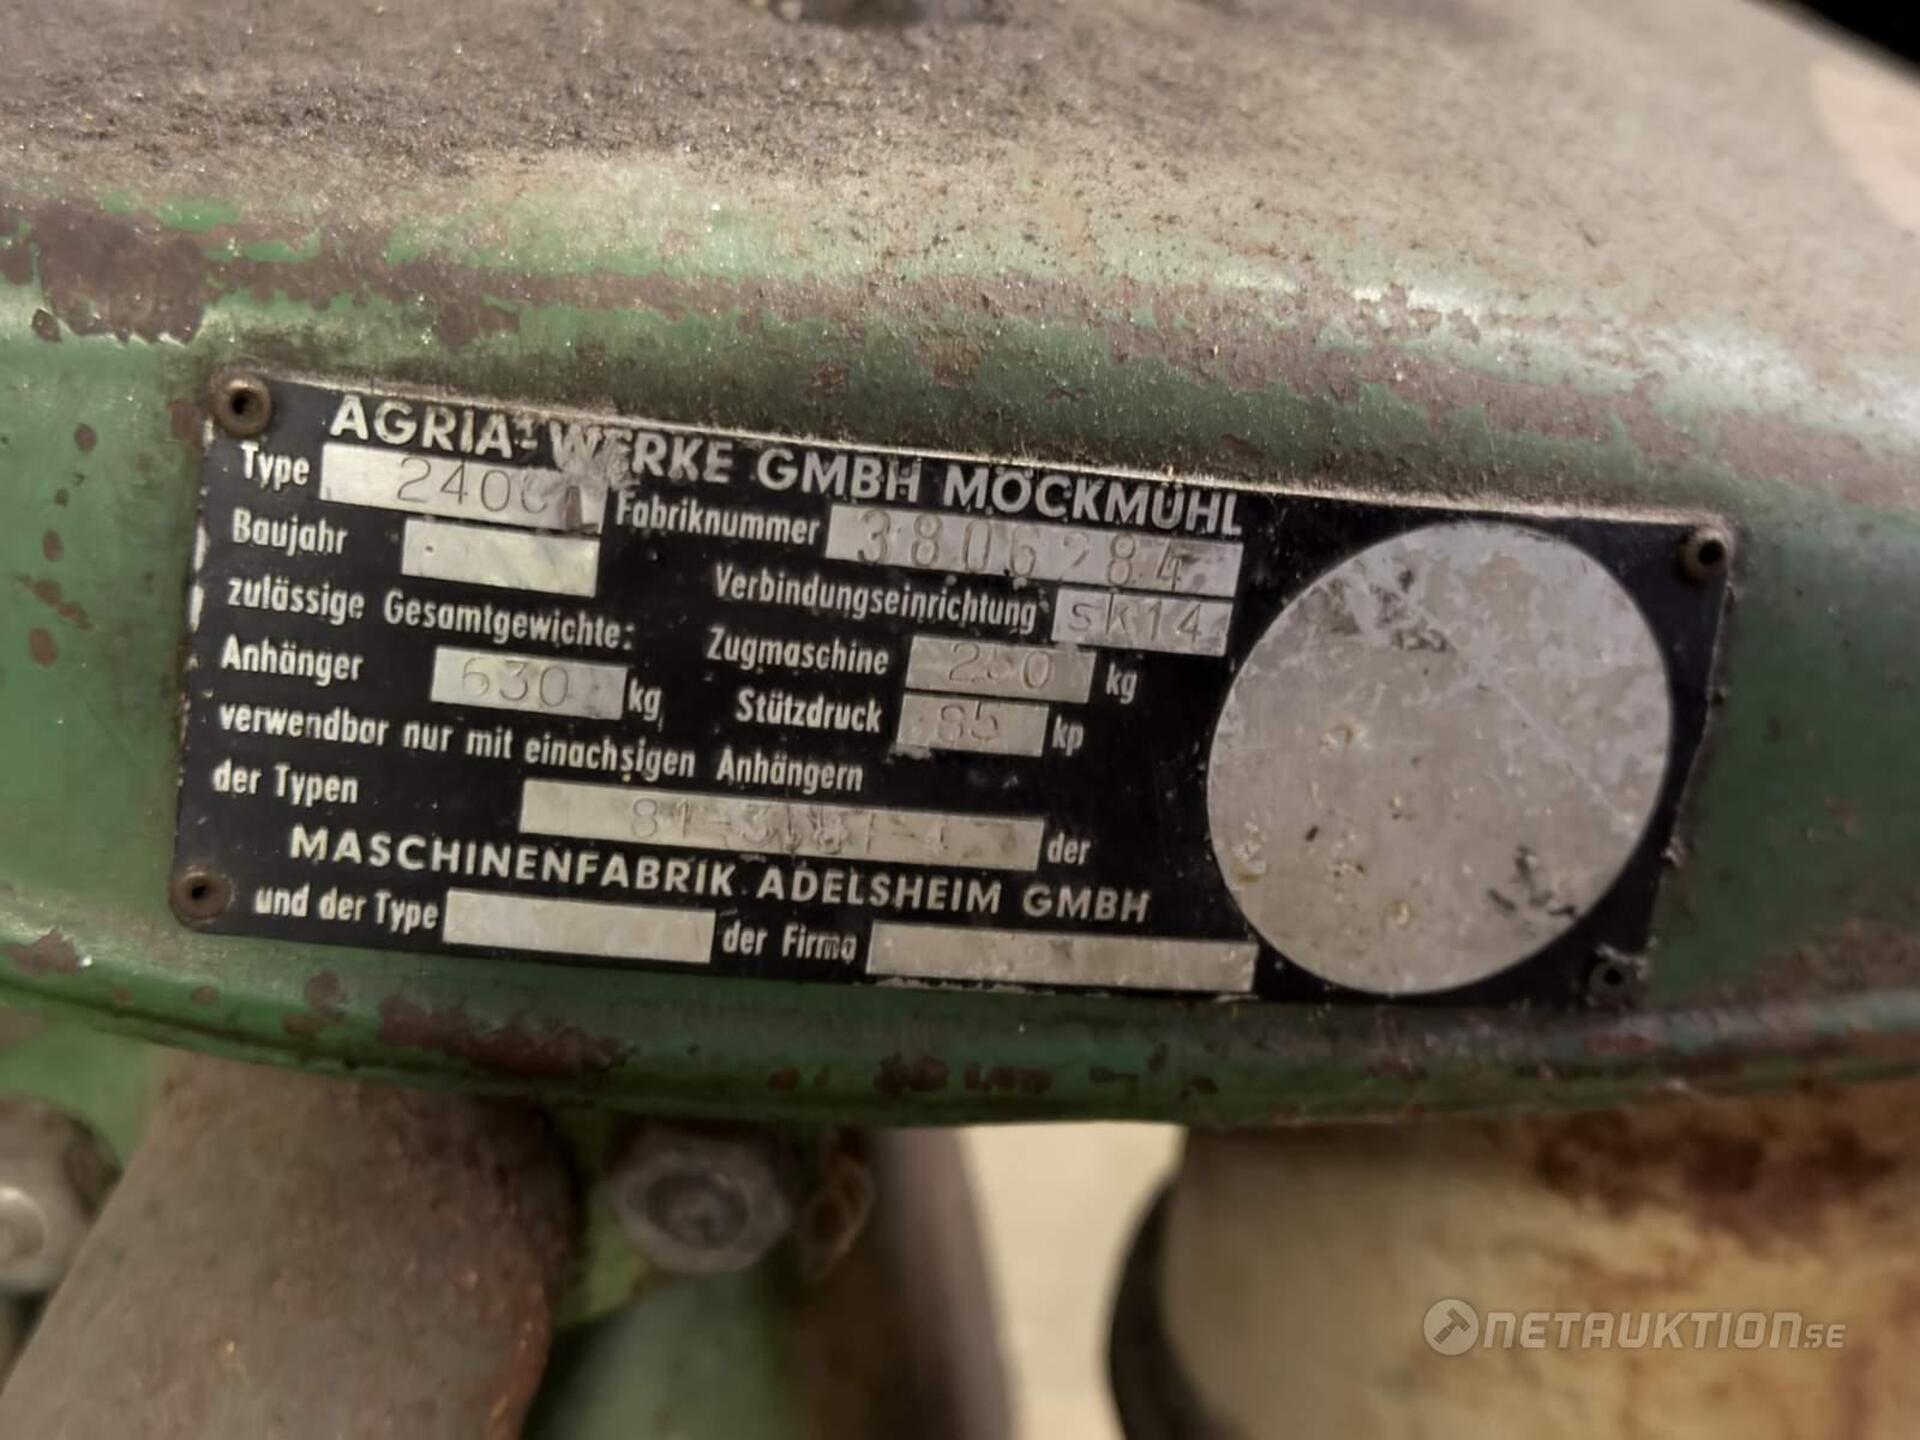 AGRIA-WERKE GMBH MÖCKMÜHL
Type 2400 Fabriknummer 3806284
Baujahr Verbindungseinrichtung sk14
zulässige Gesamtgewichte: Zugmaschine kg
Anhänger 630 kg Stützdruck 85 kp
verwendbar nur mit einachsigen Anhängern
der Typen der
MASCHINENFABRIK ADELSHEIM GMBH
und der Type der Firma
NETAUKTION.SE